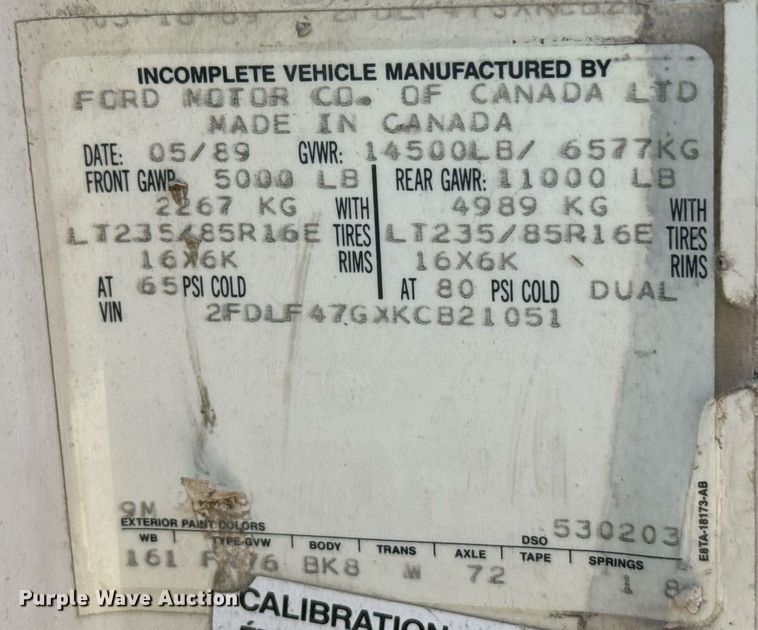 INCOMPLETE VEHICLE MANUFACTURED BY
FORD MOTOR CO. OF CANADA LTD
MADE IN CANADA
DATE: 05/89 GVWR: 14500LB/ 6577KG
FRONT GAWR 5000 LB REAR GAWR: 11000 LB
2267 KG WITH 4989 KG WITH
LT235/85R16E TIRES LT235/85R16E TIRES
16X6K RIMS 16X6K RIMS
AT 65 PSI COLD AT 80 PSI COLD DUAL
VIN 2FDLF47GXKCB21051
9M
EXTERIOR PAINT COLORS DSO 530203
WB TYPE-GVW BODY TRANS AXLE TAPE SPRINGS
161 BK8 M 72 1 8
E8TA-18173-AB
Purple Wave Auction
CALIBRATION